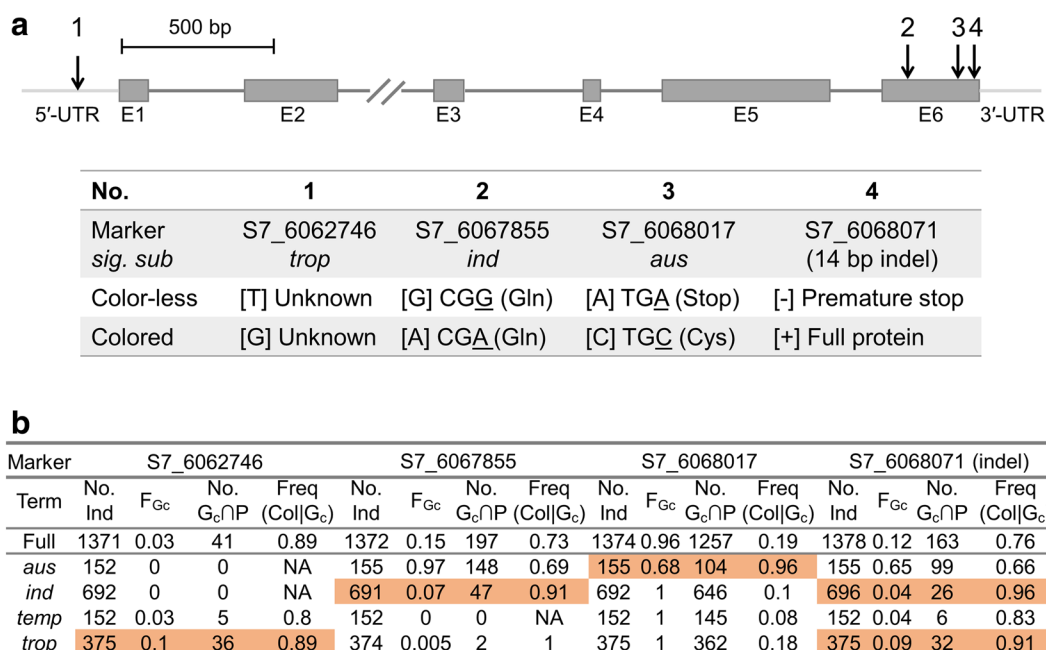 a
1 500 bp 2 3 4
5′-UTR E1 E2 E3 E4 E5 E6 3′-UTR
No. 1 2 3 4
Marker S7_6062746 S7_6067855 S7_6068017 S7_6068071
sig. sub trop ind aus (14 bp indel)
Color-less [T] Unknown [G] CGG (Gln) [A] TGA (Stop) [-] Premature stop
Colored [G] Unknown [A] CGA (Gln) [C] TGC (Cys) [+] Full protein
b
Marker S7_6062746 S7_6067855 S7_6068017 S7_6068071 (indel)
Term No. Ind F_Gc No. Gc∩P Freq (Col|Gc) No. Ind F_Gc No. Gc∩P Freq (Col|Gc) No. Ind F_Gc No. Gc∩P Freq (Col|Gc) No. Ind F_Gc No. Gc∩P Freq (Col|Gc)
Full 1371 0.03 41 0.89 1372 0.15 197 0.73 1374 0.96 1257 0.19 1378 0.12 163 0.76
aus 152 0 0 NA 155 0.97 148 0.69 155 0.68 104 0.96 155 0.65 99 0.66
ind 692 0 0 NA 691 0.07 47 0.91 692 1 646 0.1 696 0.04 26 0.96
temp 152 0.03 5 0.8 152 0 0 NA 152 1 145 0.08 152 0.04 6 0.83
trop 375 0.1 36 0.89 374 0.005 2 1 375 1 362 0.18 375 0.09 32 0.91